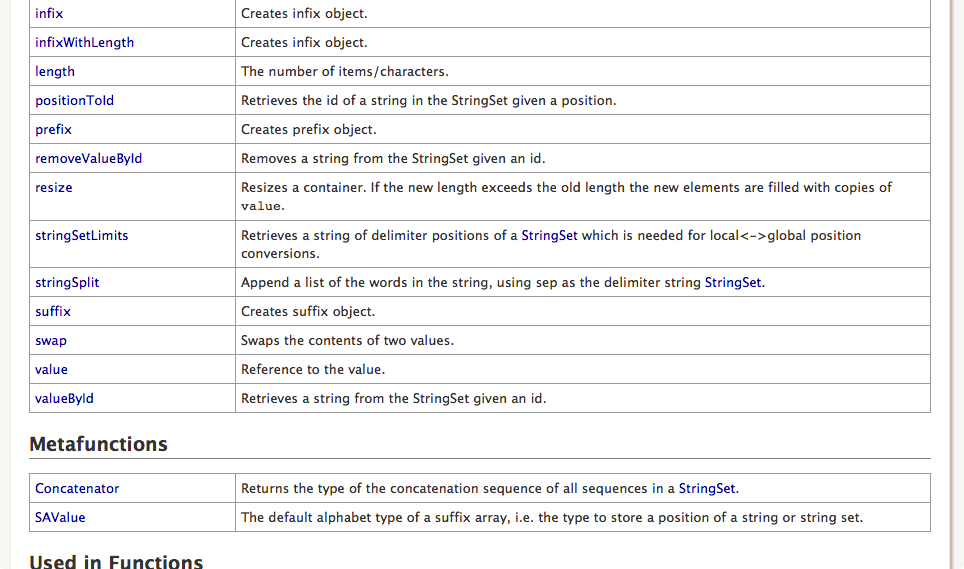 infix Creates infix object.
infixWithLength Creates infix object.
length The number of items/characters.
positionToId Retrieves the id of a string in the StringSet given a position.
prefix Creates prefix object.
removeValueById Removes a string from the StringSet given an id.
resize Resizes a container. If the new length exceeds the old length the new elements are filled with copies of
value.
stringSetLimits Retrieves a string of delimiter positions of a StringSet which is needed for local<->global position
conversions.
stringSplit Append a list of the words in the string, using sep as the delimiter string StringSet.
suffix Creates suffix object.
swap Swaps the contents of two values.
value Reference to the value.
valueById Retrieves a string from the StringSet given an id.
Metafunctions
Concatenator Returns the type of the concatenation sequence of all sequences in a StringSet.
SAValue The default alphabet type of a suffix array, i.e. the type to store a position of a string or string set.
Used in Functions